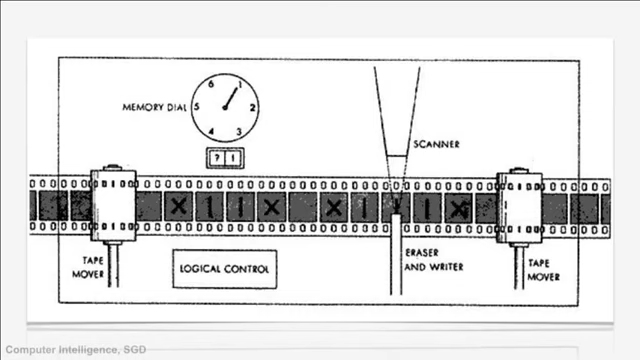 6 1
MEMORY DIAL 5 2
4 3
? !
SCANNER
X 1 1 X X 1 1 X
TAPE MOVER
LOGICAL CONTROL
ERASER AND WRITER
TAPE MOVER
Computer Intelligence, SGD